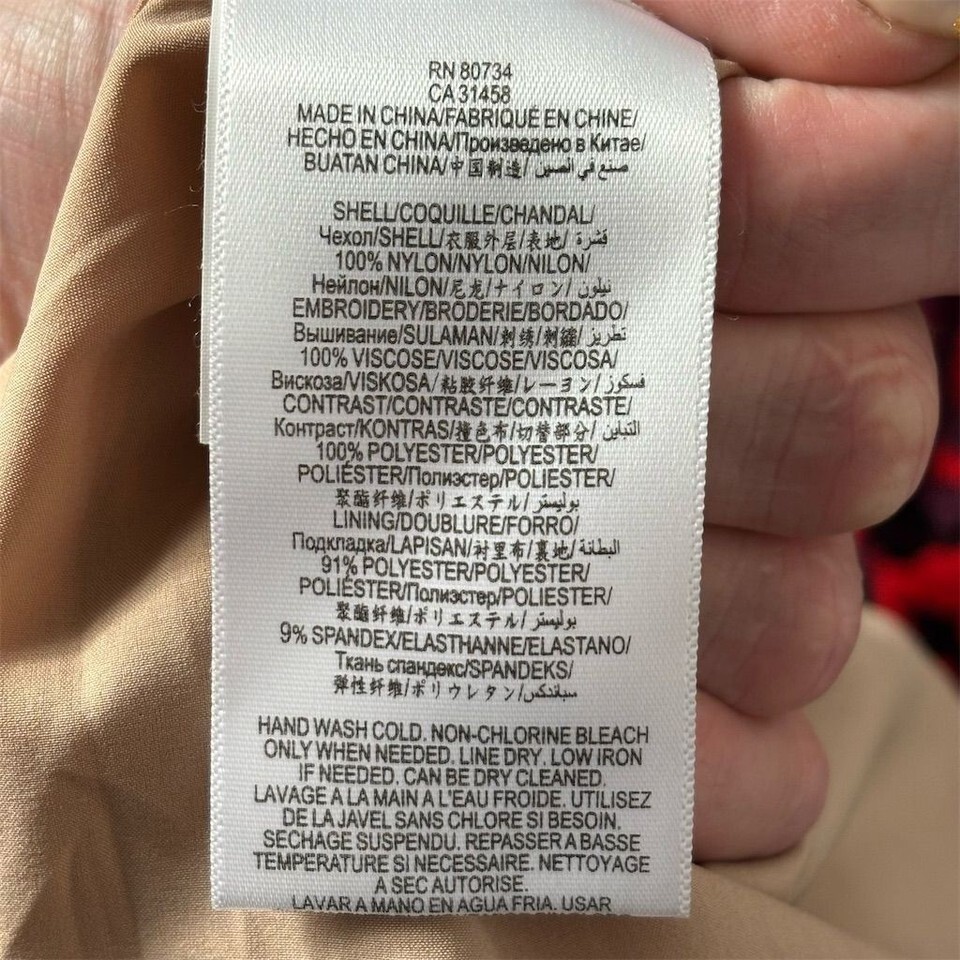 RN 80734
CA 31458
MADE IN CHINA/FABRIQUÉ EN CHINE/
HECHO EN CHINA/Произведено в Китае/
BUATAN CHINA/中国制造/ صنع في الصين
SHELL/COQUILLE/CHANDAL/
Чехол/SHELL/衣服外层/表地/ قشرة
100% NYLON/NYLON/NILON/
Нейлон/NILON/尼龙/ナイロン/ نيلون
EMBROIDERY/BRODERIE/BORDADO/
Вышивание/SULAMAN/刺绣/刺繍/ تطريز
100% VISCOSE/VISCOSE/VISCOSA/
Вискоза/VISKOSA/粘胶纤维/レーヨン/ فسكوز
CONTRAST/CONTRASTE/CONTRASTE/
Контраст/KONTRAS/撞色布/切替部分/ التباين
100% POLYESTER/POLYESTER/
POLIÉSTER/Полиэстер/POLIESTER/
聚酯纤维/ポリエステル/ بوليستر
LINING/DOUBLURE/FORRO/
Подкладка/LAPISAN/衬里布/裏地/ البطانة
91% POLYESTER/POLYESTER/
POLIÉSTER/Полиэстер/POLIESTER/
聚酯纤维/ポリエステル/ بوليستر
9% SPANDEX/ELASTHANNE/ELASTANO/
Ткань спандекс/SPANDEKS/
弹性纤维/ポリウレタン/ سباندكس
HAND WASH COLD. NON-CHLORINE BLEACH
ONLY WHEN NEEDED. LINE DRY. LOW IRON
IF NEEDED. CAN BE DRY CLEANED.
LAVAGE A LA MAIN A L'EAU FROIDE. UTILISEZ
DE LA JAVEL SANS CHLORE SI BESOIN.
SECHAGE SUSPENDU. REPASSER A BASSE
TEMPERATURE SI NECESSAIRE. NETTOYAGE
A SEC AUTORISE.
LAVAR A MANO EN AGUA FRIA. USAR